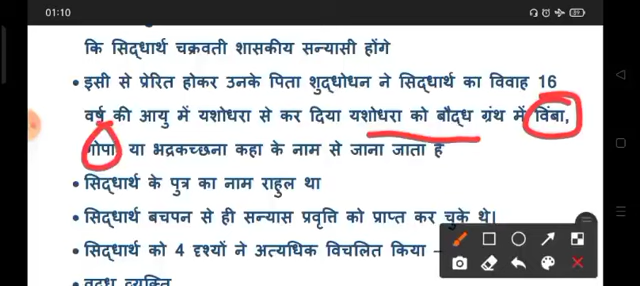 01:10
कि सिद्धार्थ चक्रवती शासकीय सन्यासी होंगे
• इसी से प्रेरित होकर उनके पिता शुद्धोधन ने सिद्धार्थ का विवाह 16
वर्ष की आयु में यशोधरा से कर दिया यशोधरा को बौद्ध ग्रंथ में विंबा,
गोपा या भद्रकच्छना कहा के नाम से जाना जाता है
• सिद्धार्थ के पुत्र का नाम राहुल था
• सिद्धार्थ बचपन से ही सन्यास प्रवृत्ति को प्राप्त कर चुके थे।
• सिद्धार्थ को 4 दृश्यों ने अत्यधिक विचलित किया –
• वृद्ध व्यक्ति